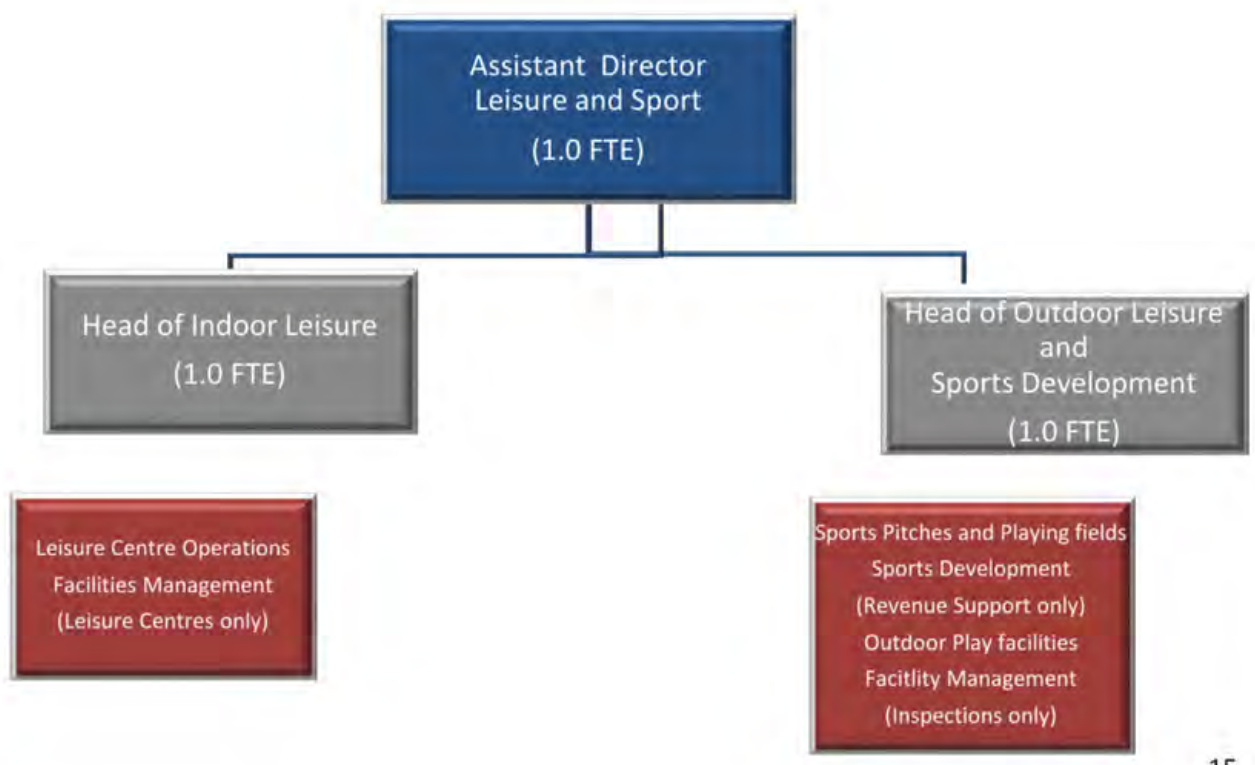 Assistant Director
Leisure and Sport
(1.0 FTE)
Head of Indoor Leisure
(1.0 FTE)
Head of Outdoor Leisure
and
Sports Development
(1.0 FTE)
Leisure Centre Operations
Facilities Management
(Leisure Centres only)
Sports Pitches and Playing fields
Sports Development
(Revenue Support only)
Outdoor Play facilities
Facitlity Management
(Inspections only)
15